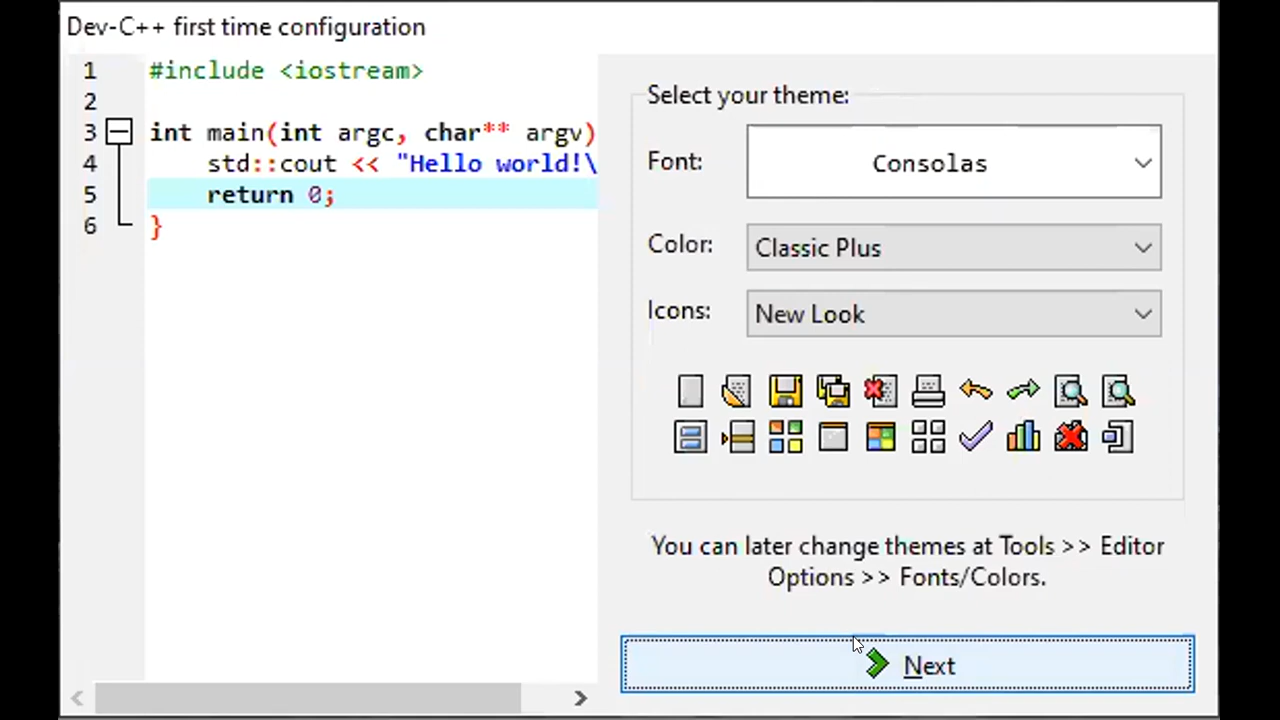 Dev-C++ first time configuration
1 #include <iostream>
2
3 int main(int argc, char** argv)
4 std::cout << "Hello world!\
5 return 0;
6 }
Select your theme:
Font: Consolas
Color: Classic Plus
Icons: New Look
You can later change themes at Tools >> Editor
Options >> Fonts/Colors.
Next